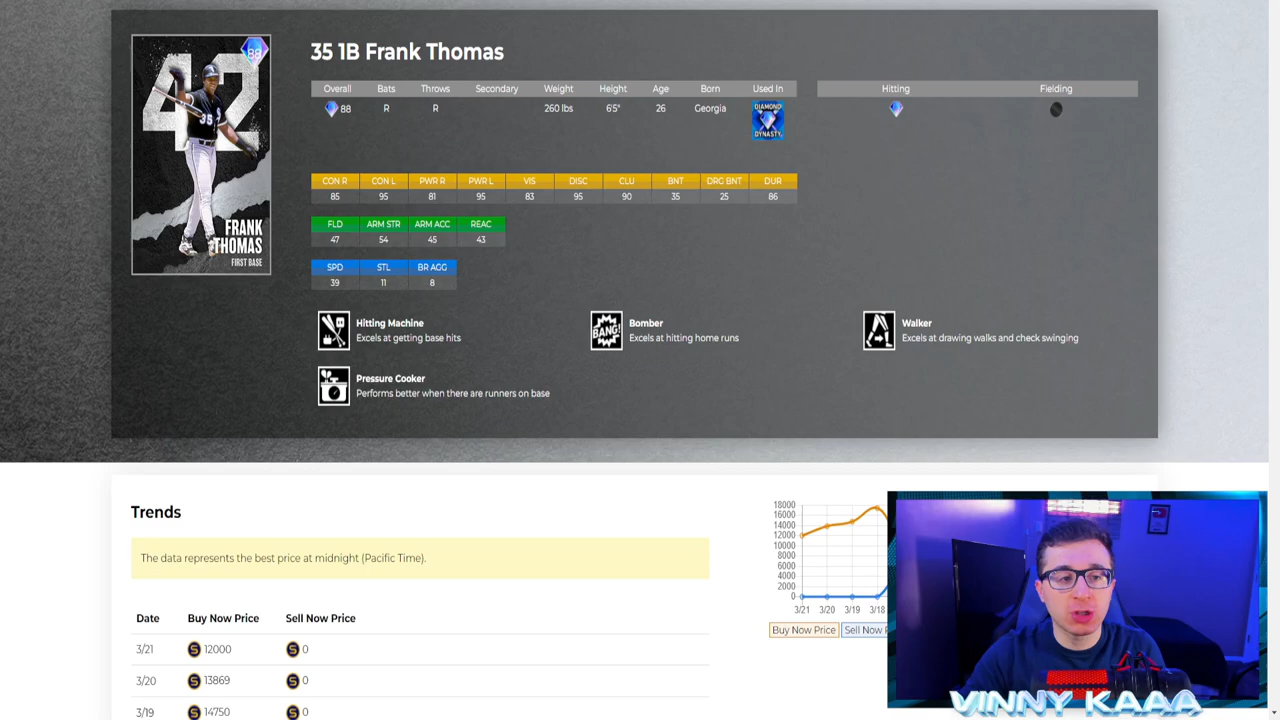 88
42
35
FRANK
THOMAS
FIRST BASE
35 1B Frank Thomas
Overall Bats Throws Secondary Weight Height Age Born Used In
88 R R 260 lbs 6'5" 26 Georgia
DIAMOND
DYNASTY
Hitting Fielding
CON R CON L PWR R PWR L VIS DISC CLU BNT DRG BNT DUR
85 95 81 95 83 95 90 35 25 86
FLD ARM STR ARM ACC REAC
47 54 45 43
SPD STL BR AGG
39 11 8
Hitting Machine
Excels at getting base hits
BANG!
Bomber
Excels at hitting home runs
Walker
Excels at drawing walks and check swinging
Pressure Cooker
Performs better when there are runners on base
Trends
The data represents the best price at midnight (Pacific Time).
Date Buy Now Price Sell Now Price
3/21 12000 0
3/20 13869 0
3/19 14750 0
18000
16000
14000
12000
10000
8000
6000
4000
2000
0
3/21 3/20 3/19 3/18
Buy Now Price Sell Now
VINNY KAAA